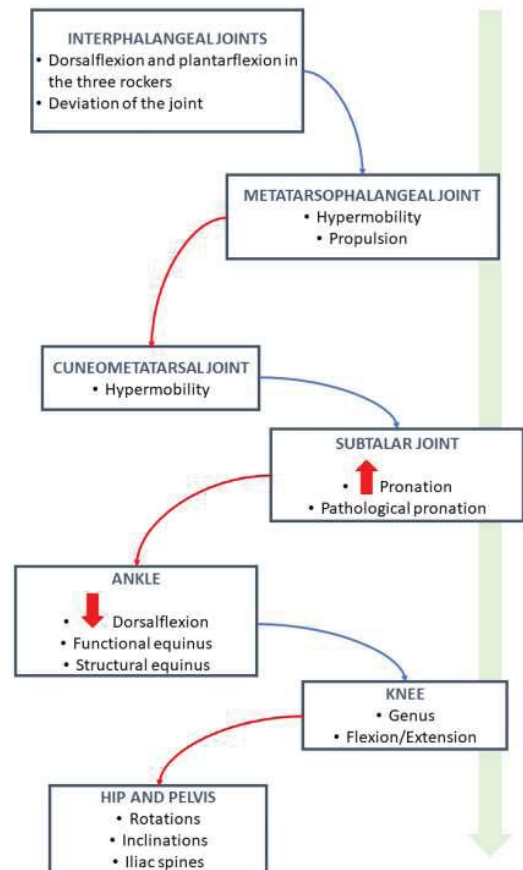 INTERPHALANGEAL JOINTS
• Dorsalflexion and plantarflexion in
the three rockers
• Deviation of the joint
METATARSOPHALANGEAL JOINT
• Hypermobility
• Propulsion
CUNEOMETATARSAL JOINT
• Hypermobility
SUBTALAR JOINT
• Pronation
• Pathological pronation
ANKLE
• Dorsalflexion
• Functional equinus
• Structural equinus
KNEE
• Genus
• Flexion/Extension
HIP AND PELVIS
• Rotations
• Inclinations
• Iliac spines